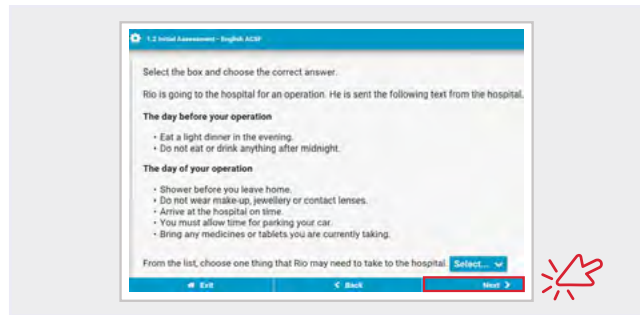 1.2 Initial Assessment - English ACSF
Select the box and choose the correct answer.
Rio is going to the hospital for an operation. He is sent the following text from the hospital.
The day before your operation
• Eat a light dinner in the evening.
• Do not eat or drink anything after midnight.
The day of your operation
• Shower before you leave home.
• Do not wear make-up, jewellery or contact lenses.
• Arrive at the hospital on time.
• You must allow time for parking your car.
• Bring any medicines or tablets you are currently taking.
From the list, choose one thing that Rio may need to take to the hospital. Select...
Exit Back Next